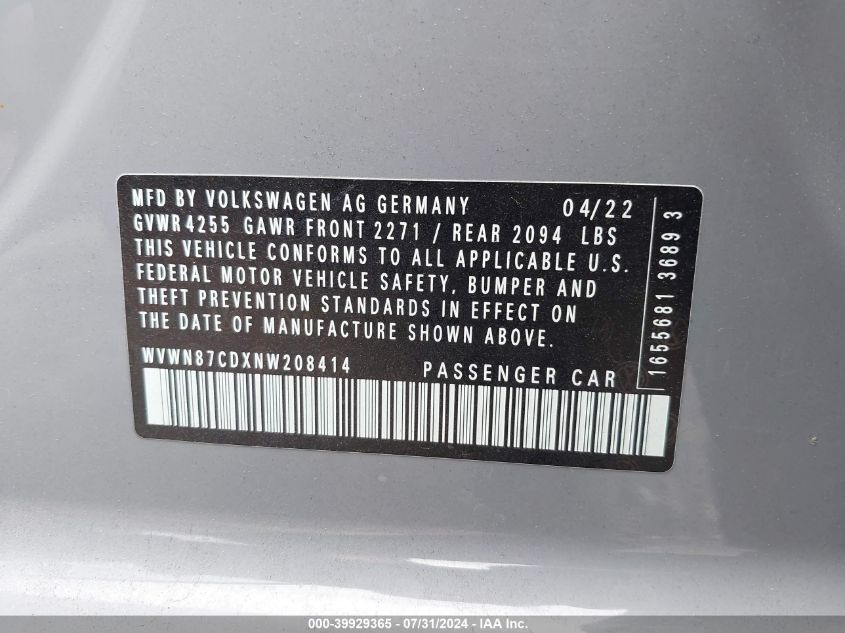 MFD BY VOLKSWAGEN AG GERMANY 04/22
GVWR 4255 GAWR FRONT 2271 / REAR 2094 LBS
THIS VEHICLE CONFORMS TO ALL APPLICABLE U.S.
FEDERAL MOTOR VEHICLE SAFETY, BUMPER AND
THEFT PREVENTION STANDARDS IN EFFECT ON
THE DATE OF MANUFACTURE SHOWN ABOVE.
WVWN87CDXNW208414 PASSENGER CAR
1655681 36893
000-39929365 - 07/31/2024 - IAA Inc.